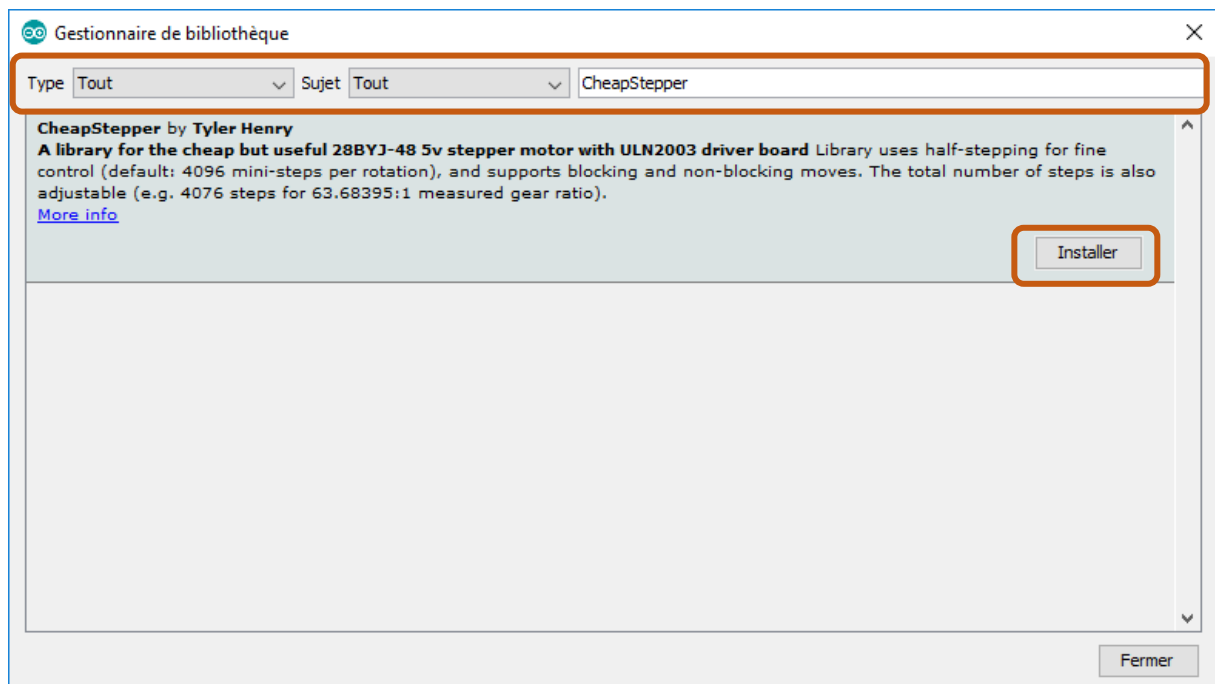 Gestionnaire de bibliothèque
Type Tout Sujet Tout CheapStepper
CheapStepper by Tyler Henry
A library for the cheap but useful 28BYJ-48 5v stepper motor with ULN2003 driver board Library uses half-stepping for fine
control (default: 4096 mini-steps per rotation), and supports blocking and non-blocking moves. The total number of steps is also
adjustable (e.g. 4076 steps for 63.68395:1 measured gear ratio).
More info
Installer
Fermer